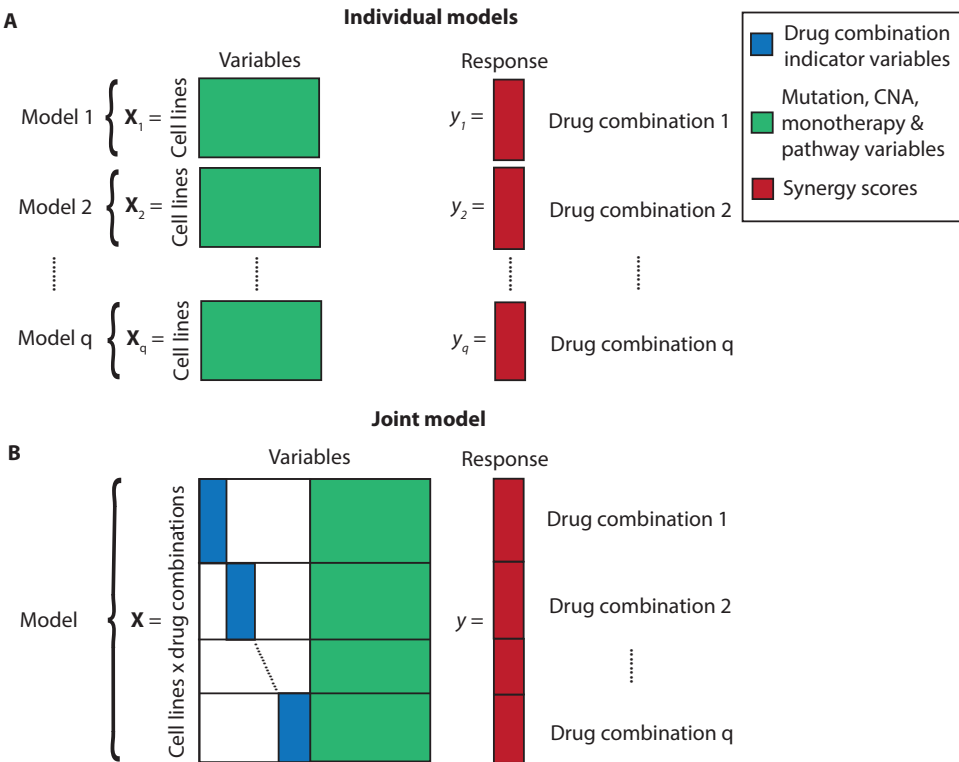 A
Individual models
Variables
Response
Model 1
X1 =
Cell lines
y1 =
Drug combination 1
Model 2
X2 =
Cell lines
y2 =
Drug combination 2
Model q
Xq =
Cell lines
yq =
Drug combination q
Drug combination
indicator variables
Mutation, CNA,
monotherapy &
pathway variables
Synergy scores
Joint model
B
Variables
Response
Model
X =
Cell lines x drug combinations
y =
Drug combination 1
Drug combination 2
Drug combination q